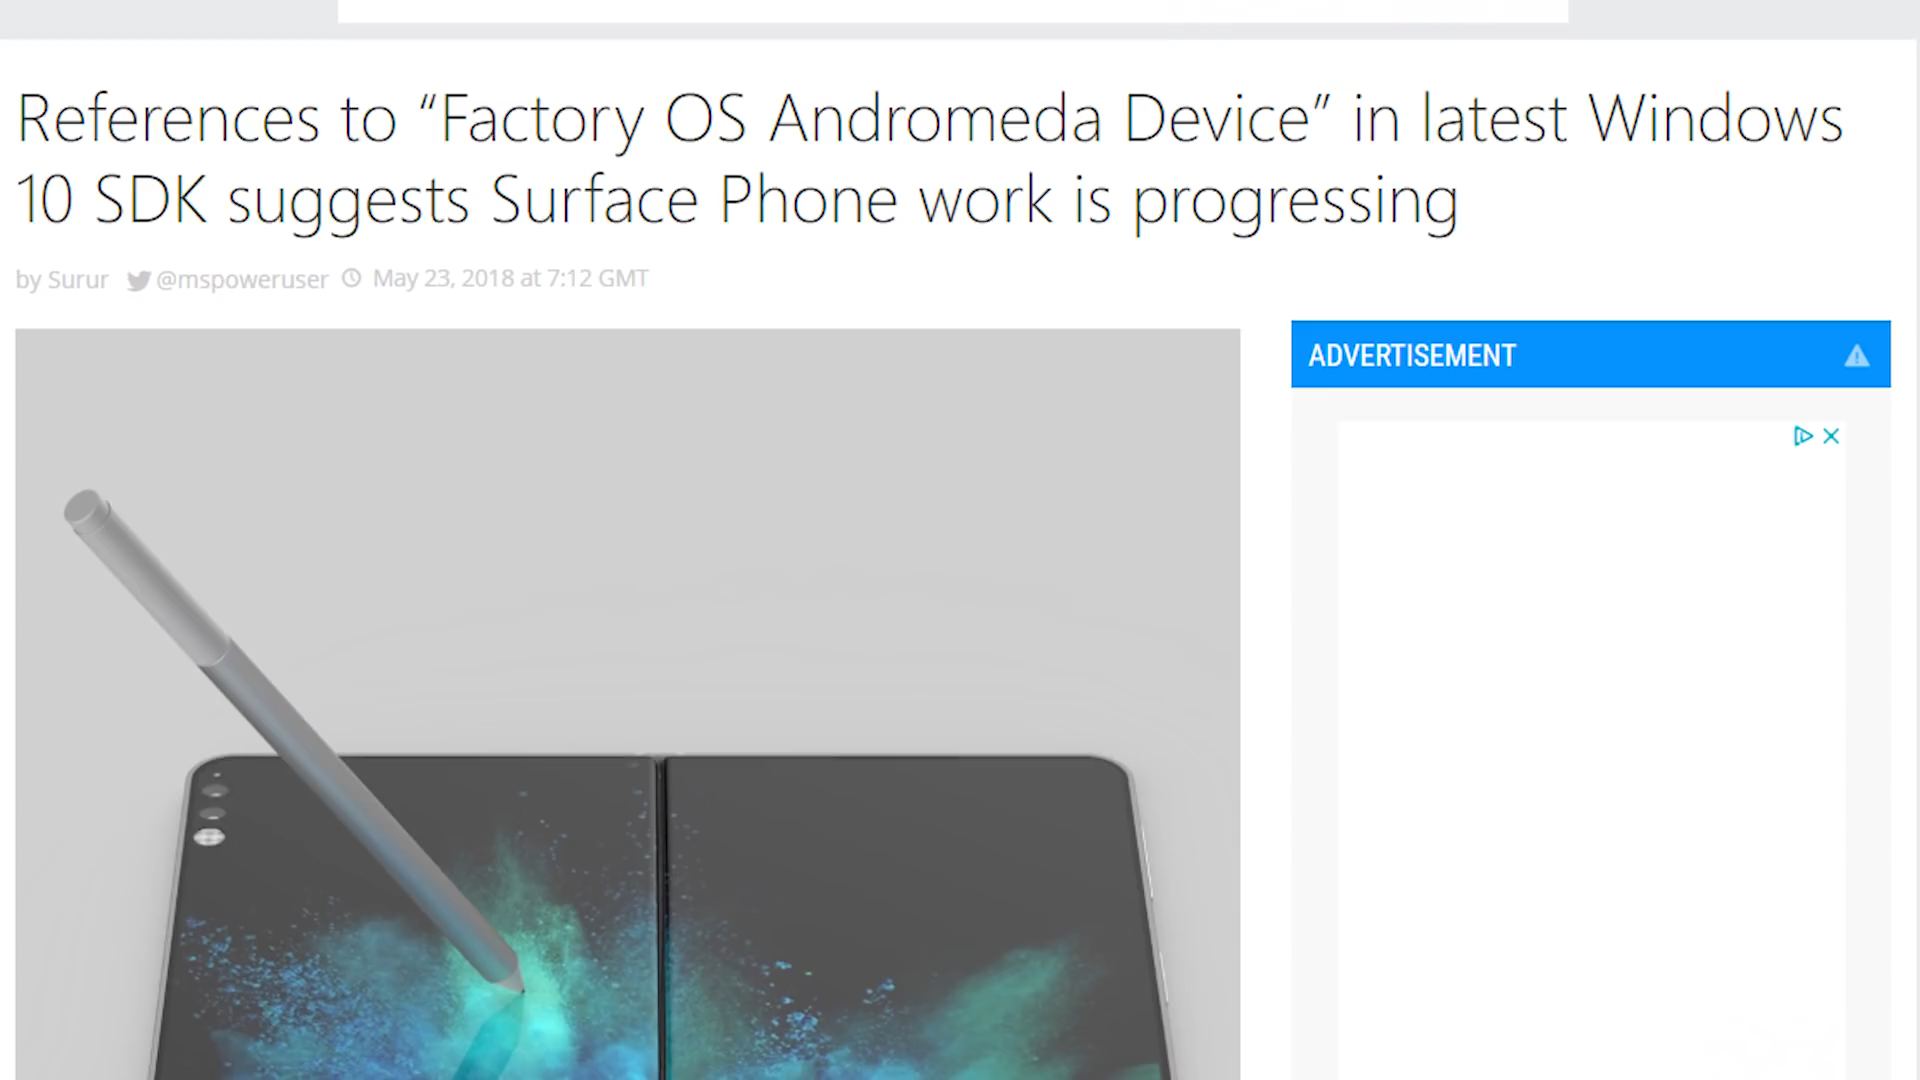 References to “Factory OS Andromeda Device” in latest Windows
10 SDK suggests Surface Phone work is progressing
by Surur @mspoweruser May 23, 2018 at 7:12 GMT
ADVERTISEMENT